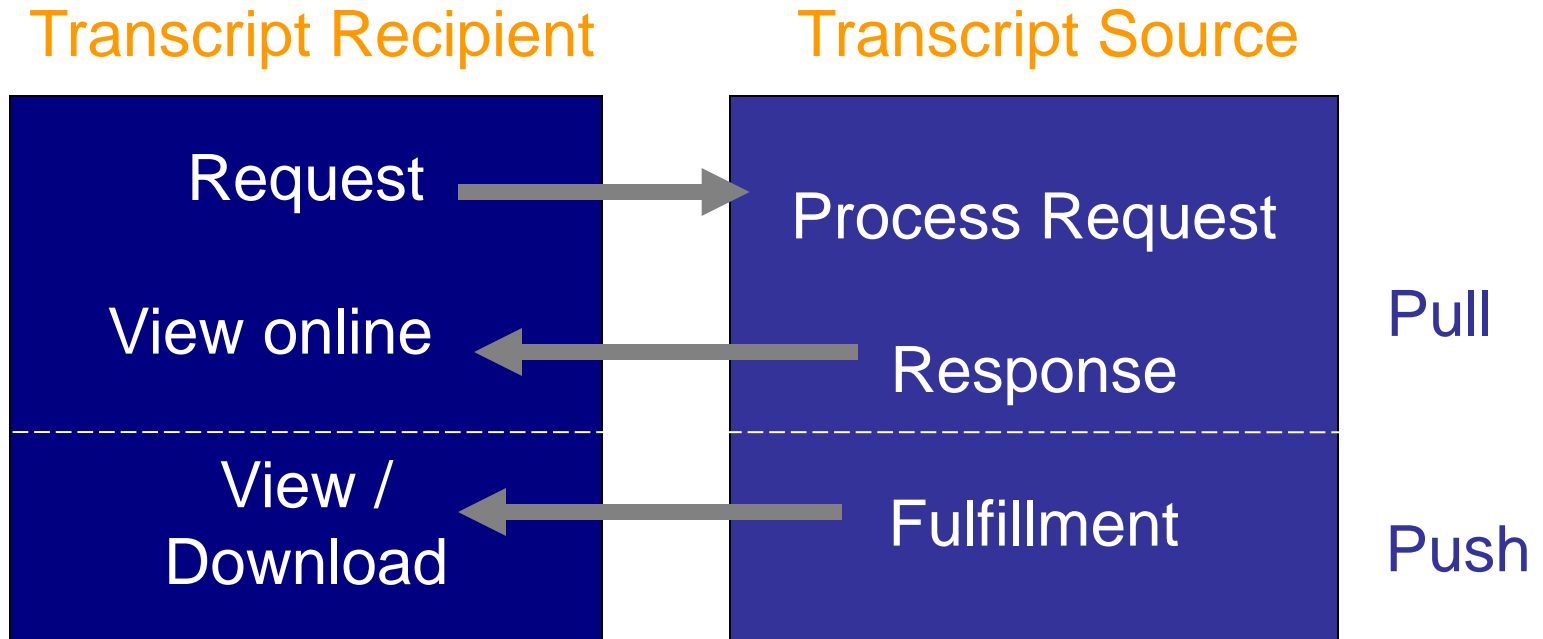 Transcript Recipient
Transcript Source
Request
Process Request
View online
Response
Pull
View /
Download
Fulfillment
Push